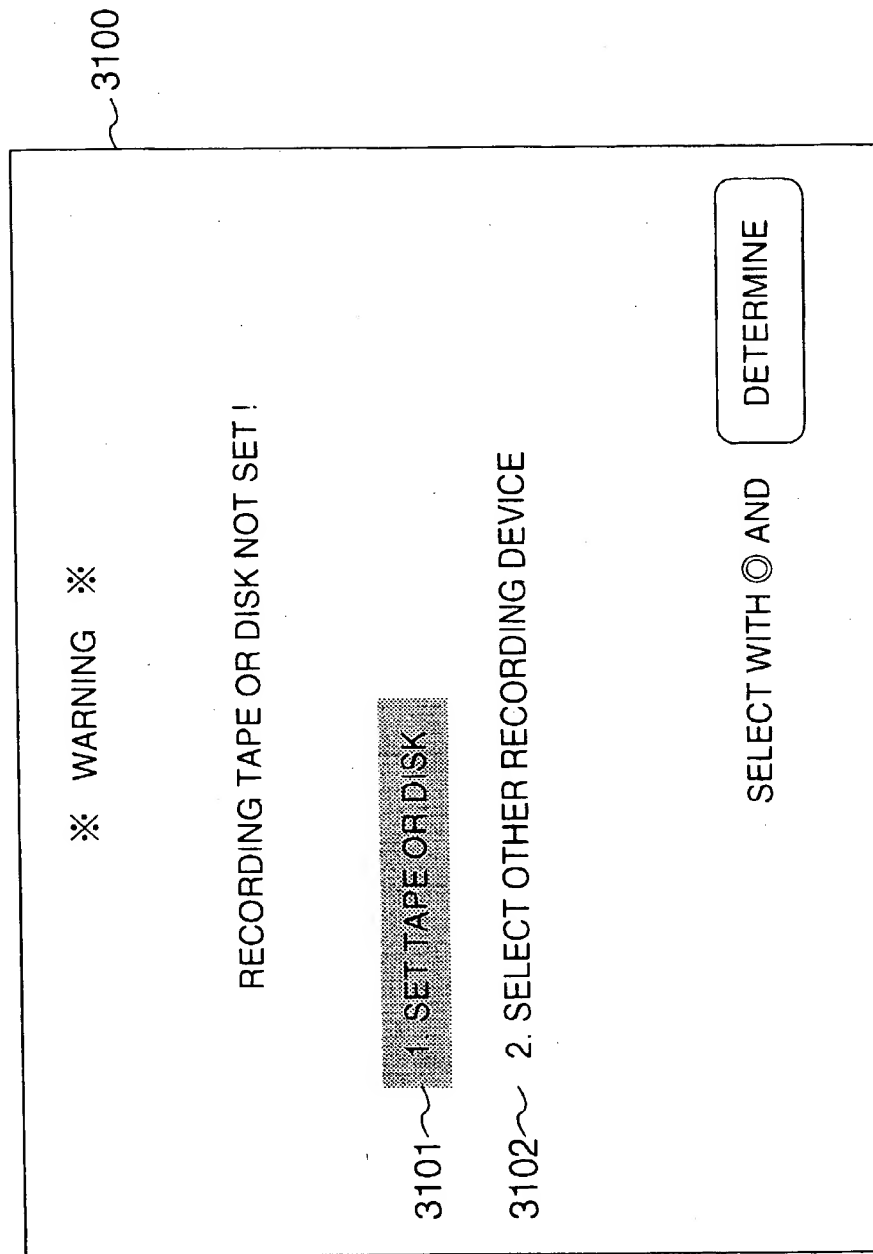 3100
※ WARNING ※
RECORDING TAPE OR DISK NOT SET !
3101 1. SET TAPE OR DISK
3102 2. SELECT OTHER RECORDING DEVICE
SELECT WITH ◎ AND DETERMINE